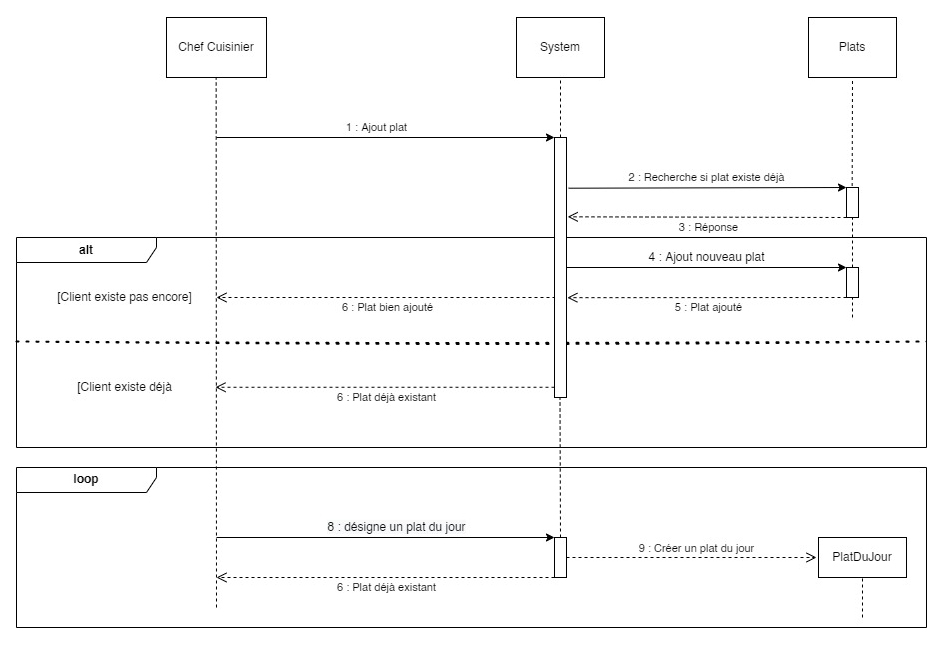 Chef Cuisinier
System
Plats
1 : Ajout plat
2 : Recherche si plat existe déjà
3 : Réponse
alt
4 : Ajout nouveau plat
[Client existe pas encore]
6 : Plat bien ajouté
5 : Plat ajouté
[Client existe déjà
6 : Plat déjà existant
loop
8 : désigne un plat du jour
9 : Créer un plat du jour
PlatDuJour
6 : Plat déjà existant